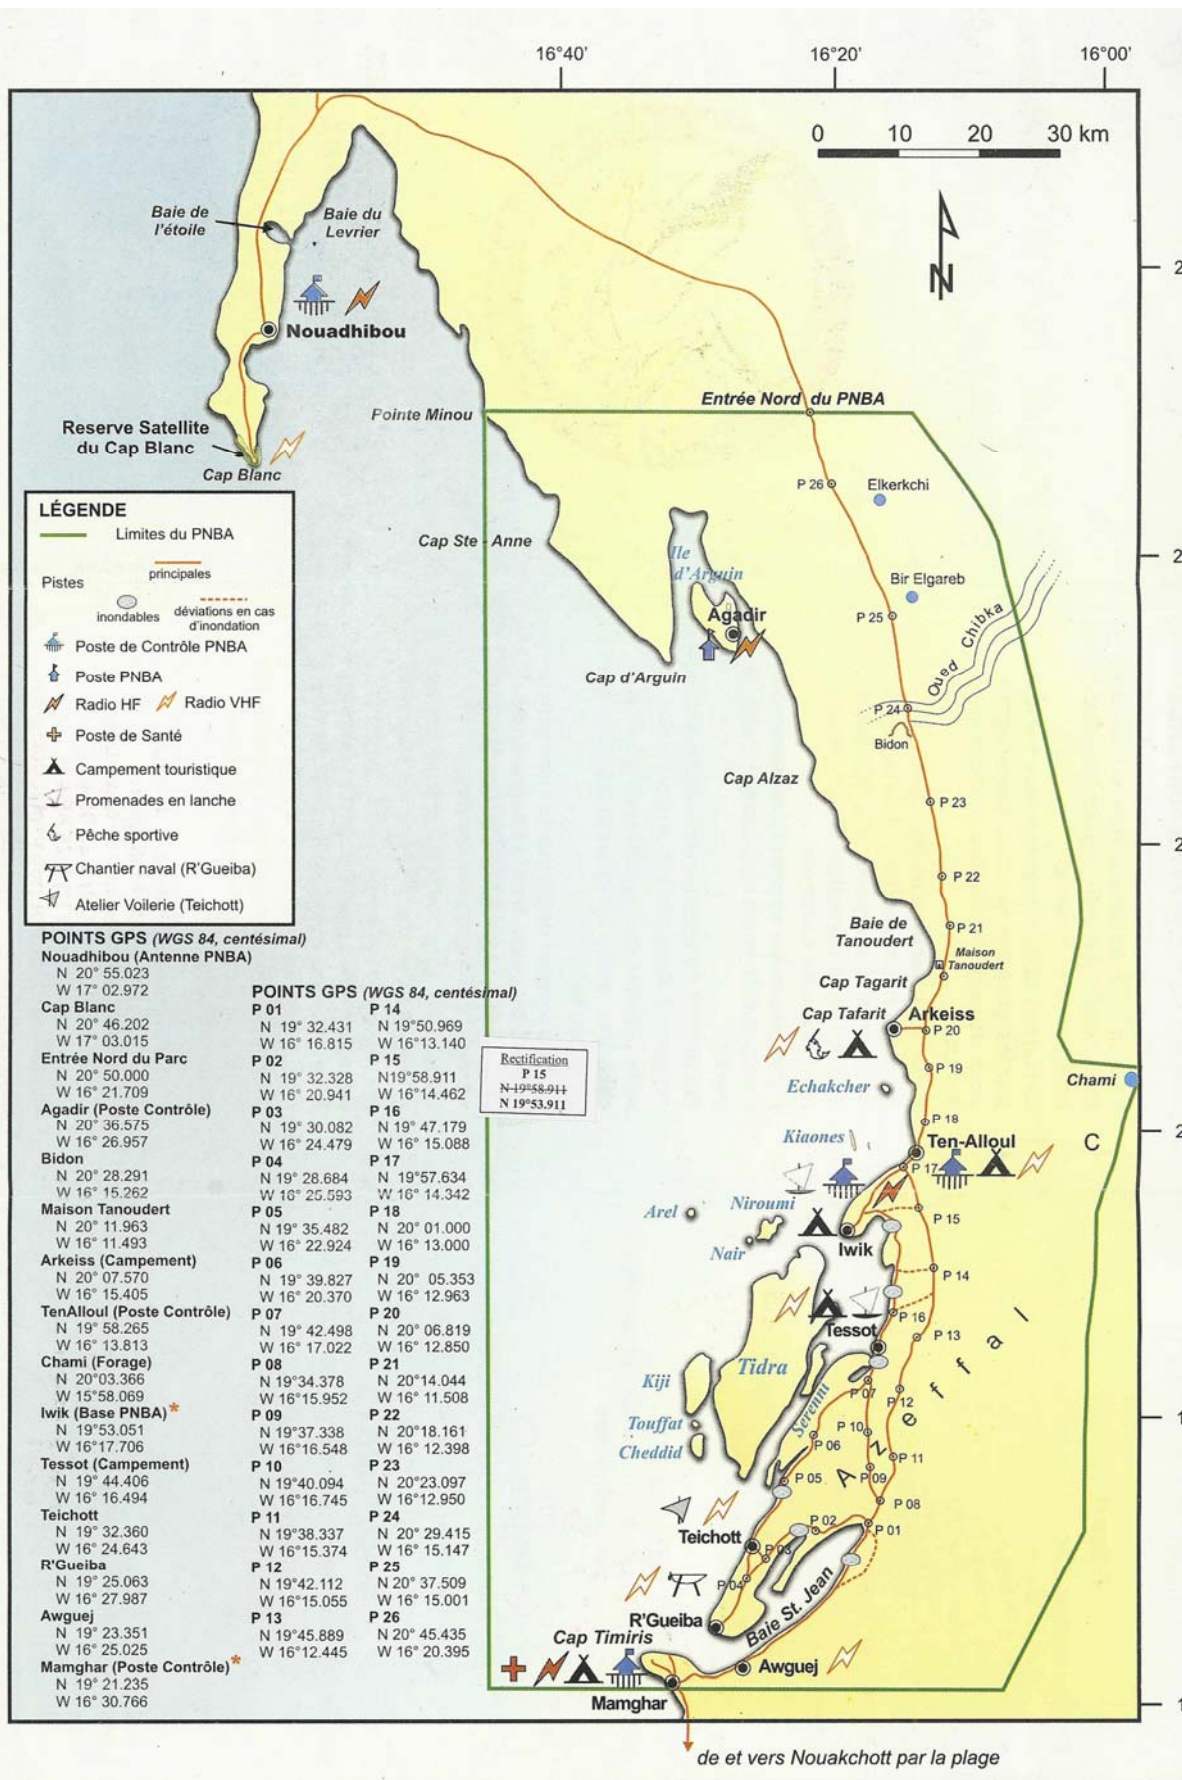 16°40'
16°20'
16°00'
0 10 20 30 km
N
Baie de
l'étoile
Baie du
Levrier
Nouadhibou
Reserve Satellite
du Cap Blanc
Cap Blanc
Pointe Minou
Entrée Nord du PNBA
P 26
Elkerkchi
Cap Ste - Anne
Ile
d'Arguin
Agadir
Bir Elgareb
P 25
Oued Chibka
Cap d'Arguin
P 24
Bidon
Cap Alzaz
P 23
P 22
P 21
Baie de
Tanoudert
Maison
Tanoudert
Cap Tagarit
Cap Tafarit
Arkeiss
P 20
P 19
Echakcher
Chami
P 18
Kiaones
Ten-Alloul
C
P 17
Arel
Niroumi
P 15
Nair
Iwik
P 14
P 16
Tessot
P 13
Tidra
Kiji
Serenni
P 07
P 12
Touffat
P 10
Cheddid
P 06
P 11
A z e f f a l
P 05
P 09
P 08
Teichott
P 02
P 01
P 03
P 04
R'Gueiba
Baie St. Jean
Cap Timiris
Awguej
Mamghar
de et vers Nouakchott par la plage
LÉGENDE
Limites du PNBA
Pistes
principales
inondables
déviations en cas
d'inondation
Poste de Contrôle PNBA
Poste PNBA
Radio HF
Radio VHF
Poste de Santé
Campement touristique
Promenades en lanche
Pêche sportive
Chantier naval (R'Gueiba)
Atelier Voilerie (Teichott)
POINTS GPS (WGS 84, centésimal)
Nouadhibou (Antenne PNBA)
N 20° 55.023
W 17° 02.972
Cap Blanc
N 20° 46.202
W 17° 03.015
Entrée Nord du Parc
N 20° 50.000
W 16° 21.709
Agadir (Poste Contrôle)
N 20° 36.575
W 16° 26.957
Bidon
N 20° 28.291
W 16° 15.262
Maison Tanoudert
N 20° 11.963
W 16° 11.493
Arkeiss (Campement)
N 20° 07.570
W 16° 15.405
TenAlloul (Poste Contrôle)
N 19° 58.265
W 16° 13.813
Chami (Forage)
N 20°03.366
W 15°58.069
Iwik (Base PNBA)*
N 19°53.051
W 16°17.706
Tessot (Campement)
N 19° 44.406
W 16° 16.494
Teichott
N 19° 32.360
W 16° 24.643
R'Gueiba
N 19° 25.063
W 16° 27.987
Awguej
N 19° 23.351
W 16° 25.025
Mamghar (Poste Contrôle)*
N 19° 21.235
W 16° 30.766
POINTS GPS (WGS 84, centésimal)
P 01
N 19° 32.431
W 16° 16.815
P 02
N 19° 32.328
W 16° 20.941
P 03
N 19° 30.082
W 16° 24.479
P 04
N 19° 28.684
W 16° 25.593
P 05
N 19° 35.482
W 16° 22.924
P 06
N 19° 39.827
W 16° 20.370
P 07
N 19° 42.498
W 16° 17.022
P 08
N 19°34.378
W 16°15.952
P 09
N 19°37.338
W 16°16.548
P 10
N 19°40.094
W 16°16.745
P 11
N 19°38.337
W 16°15.374
P 12
N 19°42.112
W 16°15.055
P 13
N 19°45.889
W 16°12.445
P 14
N 19°50.969
W 16°13.140
P 15
N19°58.911
W 16°14.462
P 16
N 19° 47.179
W 16° 15.088
P 17
N 19°57.634
W 16° 14.342
P 18
N 20° 01.000
W 16° 13.000
P 19
N 20° 05.353
W 16° 12.963
P 20
N 20° 06.819
W 16° 12.850
P 21
N 20°14.044
W 16° 11.508
P 22
N 20°18.161
W 16° 12.398
P 23
N 20°23.097
W 16°12.950
P 24
N 20° 29.415
W 16° 15.147
P 25
N 20° 37.509
W 16° 15.001
P 26
N 20° 45.435
W 16° 20.395
Rectification
P 15
N 19°58.911
N 19°53.911